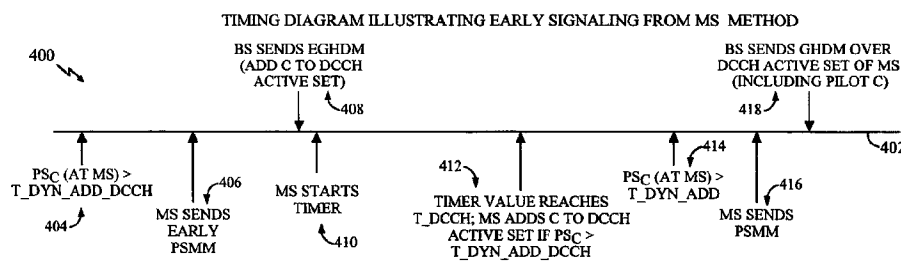 TIMING DIAGRAM ILLUSTRATING EARLY SIGNALING FROM MS METHOD
400
BS SENDS EGHDM
(ADD C TO DCCH
ACTIVE SET)
408
BS SENDS GHDM OVER
DCCH ACTIVE SET OF MS
(INCLUDING PILOT C)
418
402
PSC (AT MS) >
T_DYN_ADD_DCCH
404
406
MS SENDS
EARLY
PSMM
MS STARTS
TIMER
410
412
TIMER VALUE REACHES
T_DCCH; MS ADDS C TO DCCH
ACTIVE SET IF PSC >
T_DYN_ADD_DCCH
414
PSC (AT MS) >
T_DYN_ADD
416
MS SENDS
PSMM